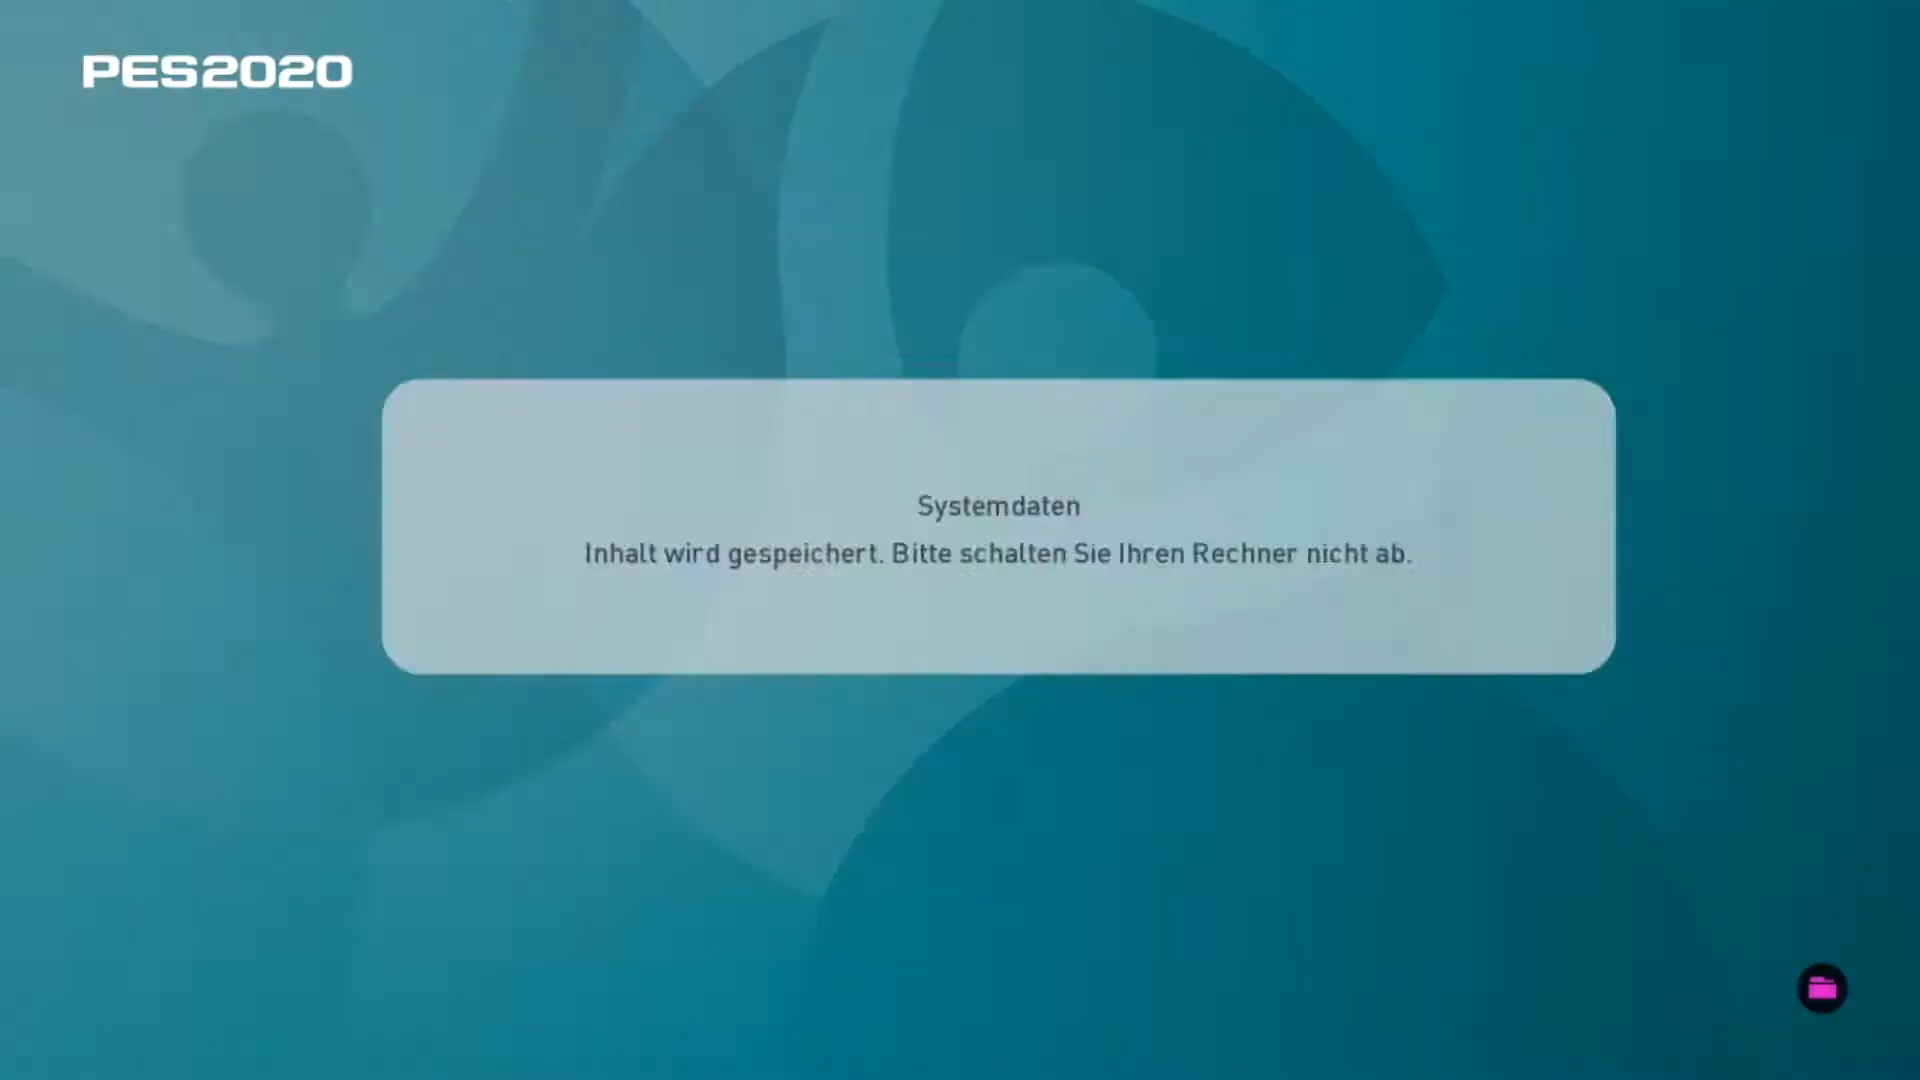 PES2020
Systemdaten
Inhalt wird gespeichert. Bitte schalten Sie Ihren Rechner nicht ab.